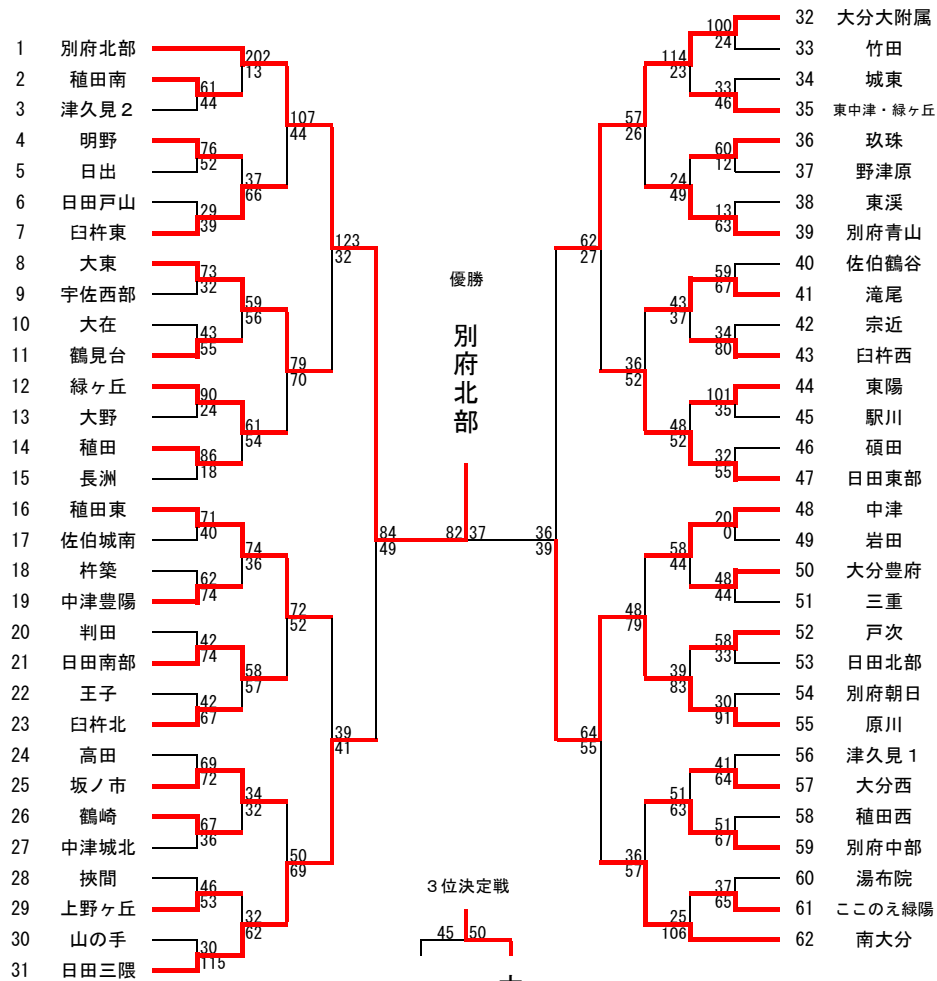 1 別府北部
2 稙田南
3 津久見２
4 明野
5 日出
6 日田戸山
7 臼杵東
8 大東
9 宇佐西部
10 大在
11 鶴見台
12 緑ヶ丘
13 大野
14 稙田
15 長洲
16 稙田東
17 佐伯城南
18 杵築
19 中津豊陽
20 判田
21 日田南部
22 王子
23 臼杵北
24 高田
25 坂ノ市
26 鶴崎
27 中津城北
28 挾間
29 上野ヶ丘
30 山の手
31 日田三隈
202
13
61
44
76
52
37
66
29
39
107
44
73
32
59
56
43
55
90
24
61
54
86
18
79
70
123
32
71
40
74
36
62
74
42
74
58
57
42
67
72
52
69
72
34
32
67
36
46
53
32
62
30
115
50
69
39
41
84
49
優勝
別府北部
82 37
３位決定戦
45 50
36
39
62
27
57
26
114
23
100
24
33
46
60
12
24
49
13
63
59
67
43
37
34
80
36
52
101
35
48
52
32
55
20
0
58
44
48
44
48
79
58
33
39
83
30
91
64
55
41
64
51
63
51
67
36
57
37
65
25
106
32 大分大附属
33 竹田
34 城東
35 東中津・緑ヶ丘
36 玖珠
37 野津原
38 東渓
39 別府青山
40 佐伯鶴谷
41 滝尾
42 宗近
43 臼杵西
44 東陽
45 駅川
46 碩田
47 日田東部
48 中津
49 岩田
50 大分豊府
51 三重
52 戸次
53 日田北部
54 別府朝日
55 原川
56 津久見１
57 大分西
58 稙田西
59 別府中部
60 湯布院
61 ここのえ緑陽
62 南大分